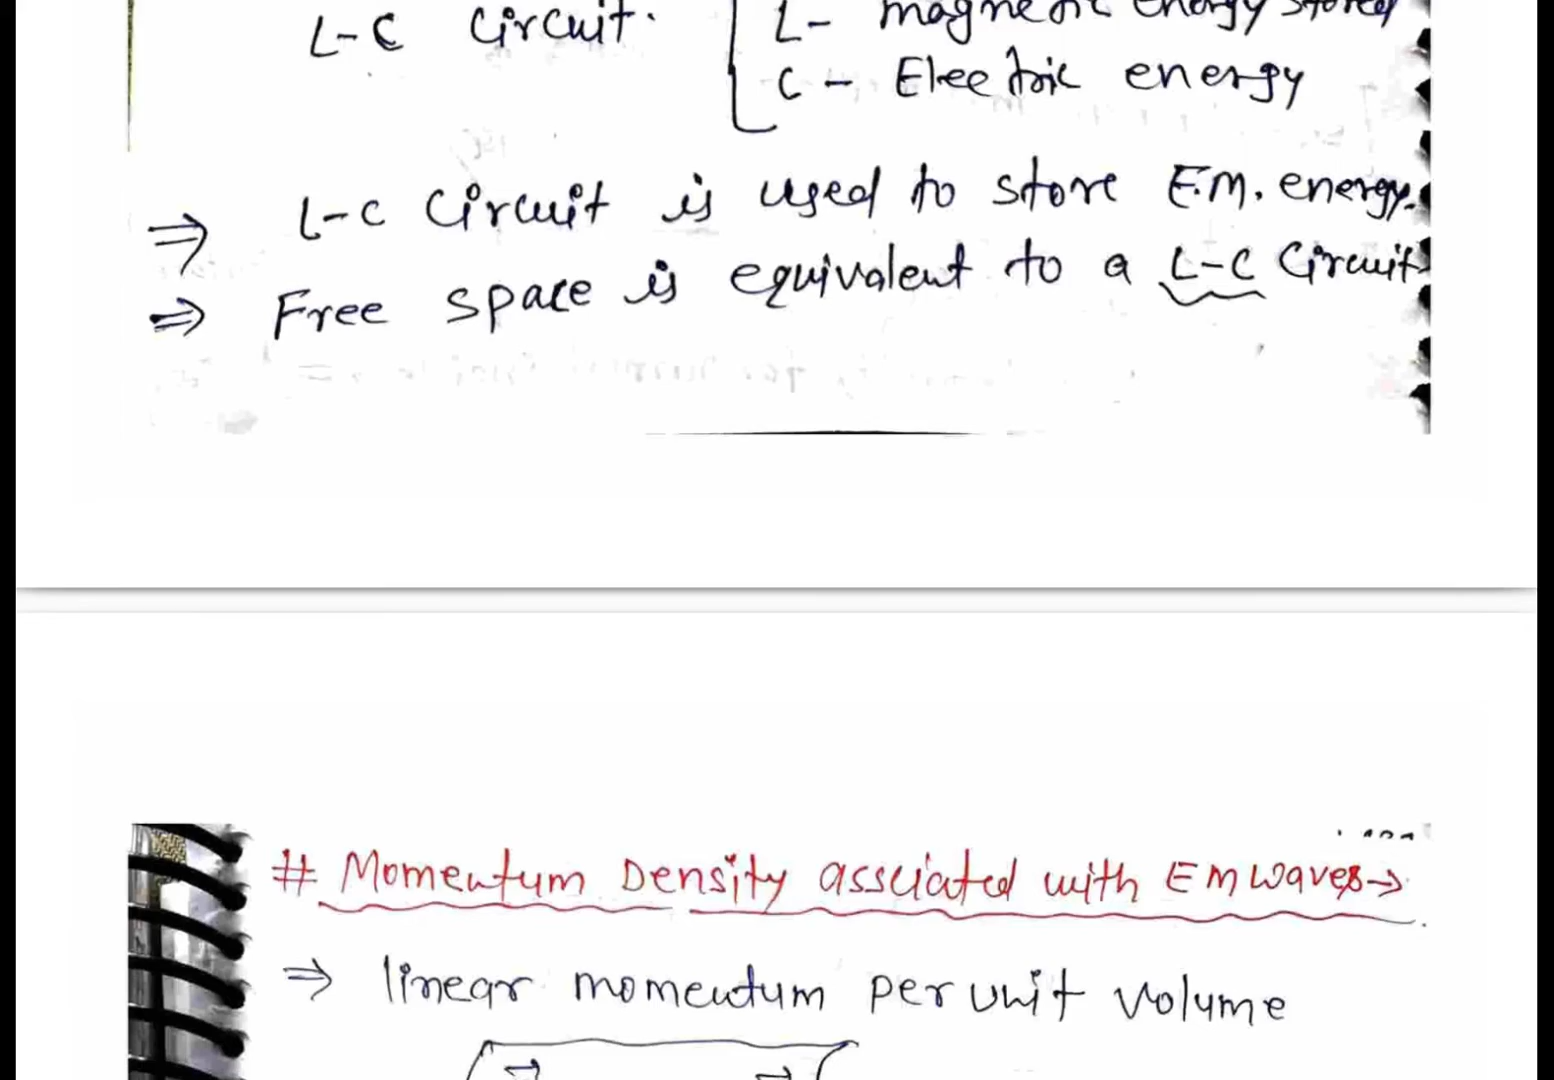 L-C Circuit. L- magnetic energy stored
C - Electric energy
⇒ L-C Circuit is used to store E.M. energy.
⇒ Free space is equivalent to a L-C Circuit
# Momentum Density assciated with EM waves→
⇒ linear momentum per unit volume